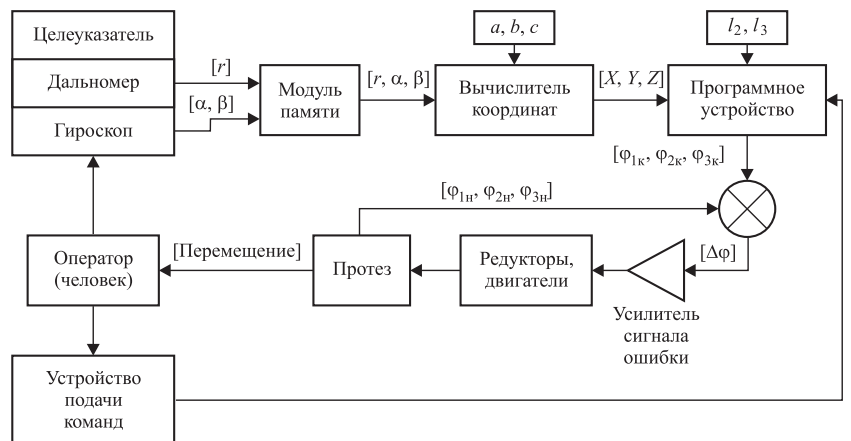 Целеуказатель
a, b, c
l2, l3
Дальномер
[r]
Модуль
памяти
[r, α, β]
Вычислитель
координат
[X, Y, Z]
Программное
устройство
[α, β]
Гироскоп
[φ1к, φ2к, φ3к]
[φ1н, φ2н, φ3н]
Оператор
(человек)
[Перемещение]
Протез
Редукторы,
двигатели
[Δφ]
Усилитель
сигнала
ошибки
Устройство
подачи
команд